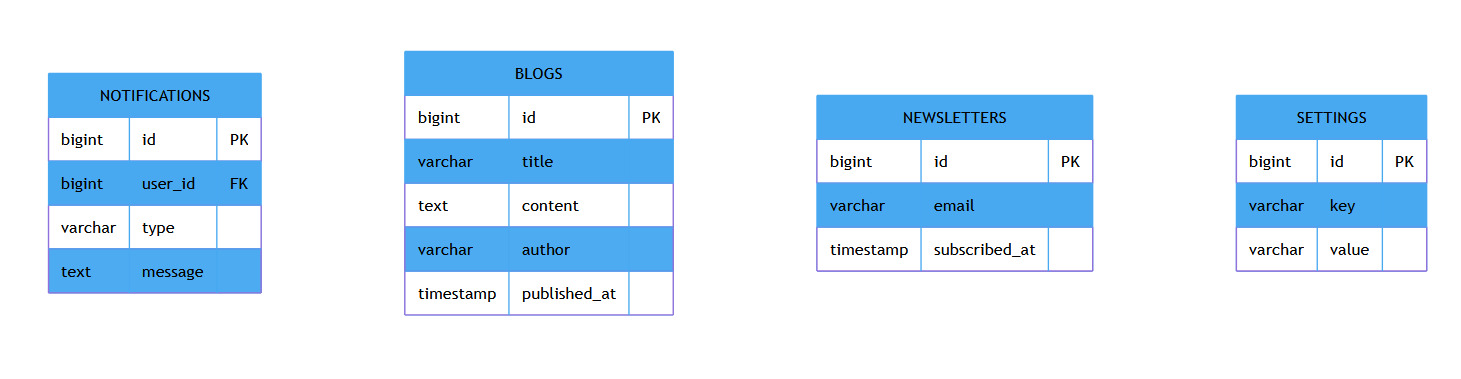 NOTIFICATIONS
bigint id PK
bigint user_id FK
varchar type
text message
BLOGS
bigint id PK
varchar title
text content
varchar author
timestamp published_at
NEWSLETTERS
bigint id PK
varchar email
timestamp subscribed_at
SETTINGS
bigint id PK
varchar key
varchar value